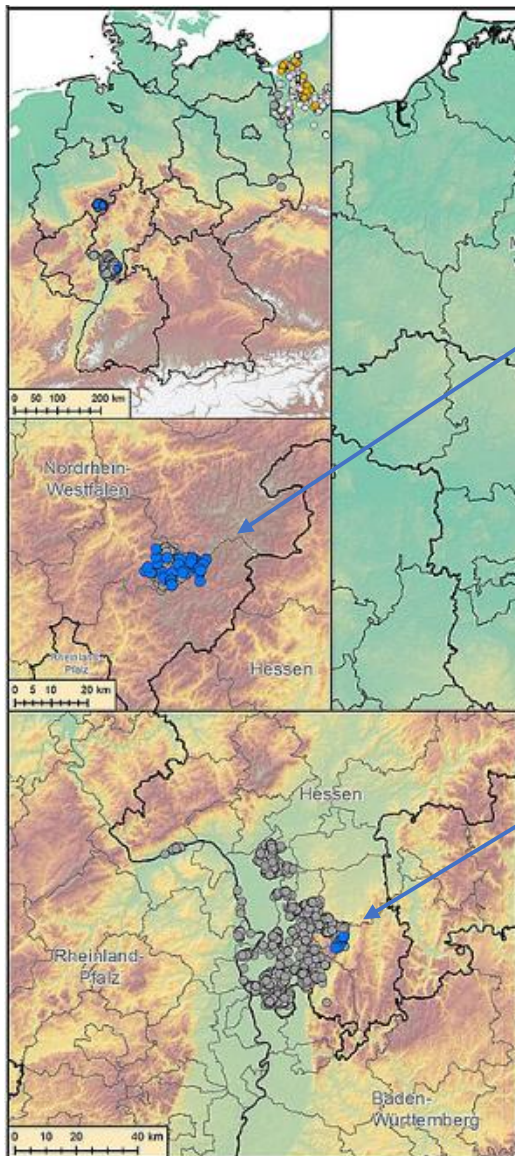 0 50 100 200 km
M
Nordrhein-
Westfalen
Rheinland-
Pfalz
Hessen
0 5 10 20 km
Hessen
Rheinland-
Pfalz
Baden-
Württemberg
0 10 20 40 km